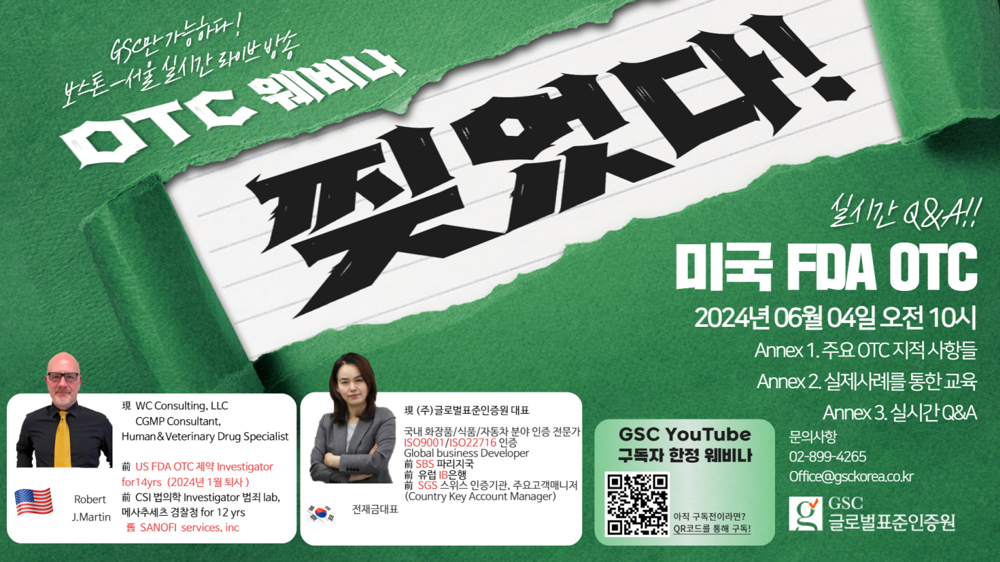 GSC만 가능하다!
보스톤-서울 실시간 라이브 방송
OTC 웨비나
찢었다!
실시간 Q&A!!
미국 FDA OTC
2024년 06월 04일 오전 10시
Annex 1. 주요 OTC 지적 사항들
Annex 2. 실제사례를 통한 교육
Annex 3. 실시간 Q&A
문의사항
02-899-4265
Office@gsckorea.co.kr
GSC
글로벌표준인증원
現 WC Consulting, LLC
CGMP Consultant,
Human&Veterinary Drug Specialist
前 US FDA OTC 제약 Investigator
for14yrs (2024년 1월 퇴사 )
前 CSI 법의학 Investigator 범죄 lab,
메사추세츠 경찰청 for 12 yrs
舊 SANOFI services, inc
Robert
J.Martin
現 (주)글로벌표준인증원 대표
국내 화장품/식품/자동차 분야 인증 전문가
ISO9001/ISO22716 인증
Global business Developer
前 SBS 파리지국
前 유럽 IB은행
前 SGS 스위스 인증기관, 주요고객매니저
(Country Key Account Manager)
전재금대표
GSC YouTube
구독자 한정 웨비나
아직 구독전이라면?
QR코드를 통해 구독!